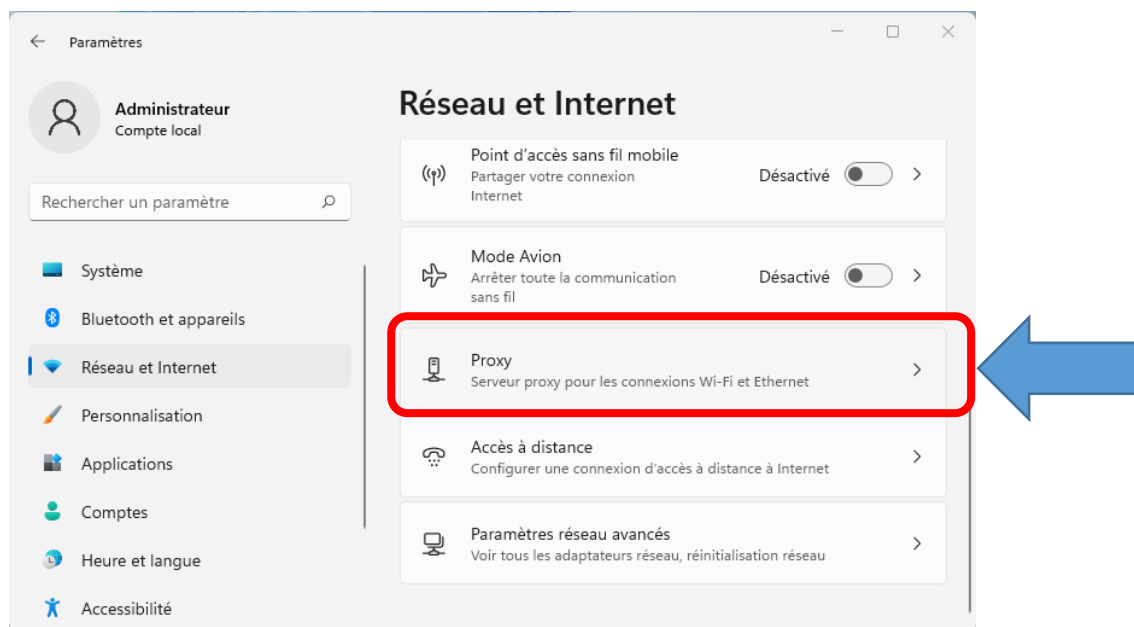 Paramètres
Administrateur
Compte local
Rechercher un paramètre
Système
Bluetooth et appareils
Réseau et Internet
Personnalisation
Applications
Comptes
Heure et langue
Accessibilité
Réseau et Internet
Point d’accès sans fil mobile
Partager votre connexion
Internet
Désactivé
Mode Avion
Arrêter toute la communication
sans fil
Désactivé
Proxy
Serveur proxy pour les connexions Wi-Fi et Ethernet
Accès à distance
Configurer une connexion d’accès à distance à Internet
Paramètres réseau avancés
Voir tous les adaptateurs réseau, réinitialisation réseau